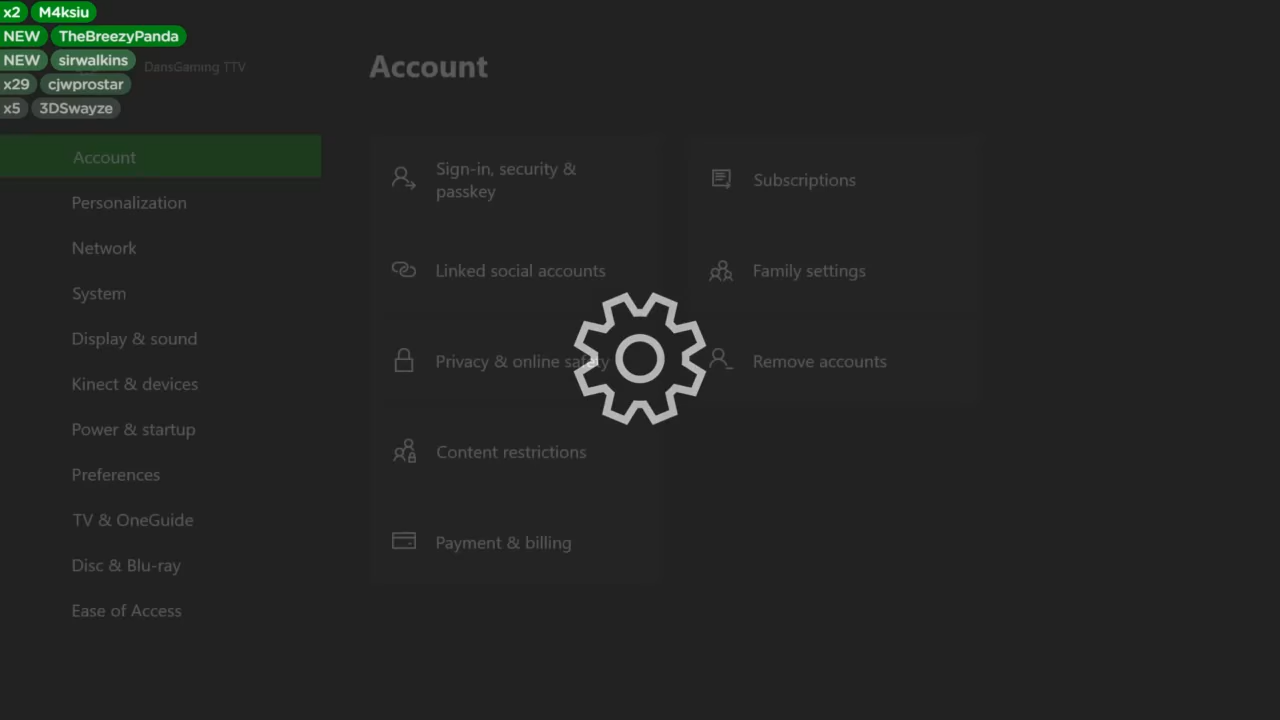 x2 M4ksiu
NEW TheBreezyPanda
NEW sirwalkins
DansGaming TTV
x29 cjwprostar
x5 3DSwayze
Account
Account
Personalization
Network
System
Display & sound
Kinect & devices
Power & startup
Preferences
TV & OneGuide
Disc & Blu-ray
Ease of Access
Sign-in, security &
passkey
Linked social accounts
Privacy & online safety
Content restrictions
Payment & billing
Subscriptions
Family settings
Remove accounts